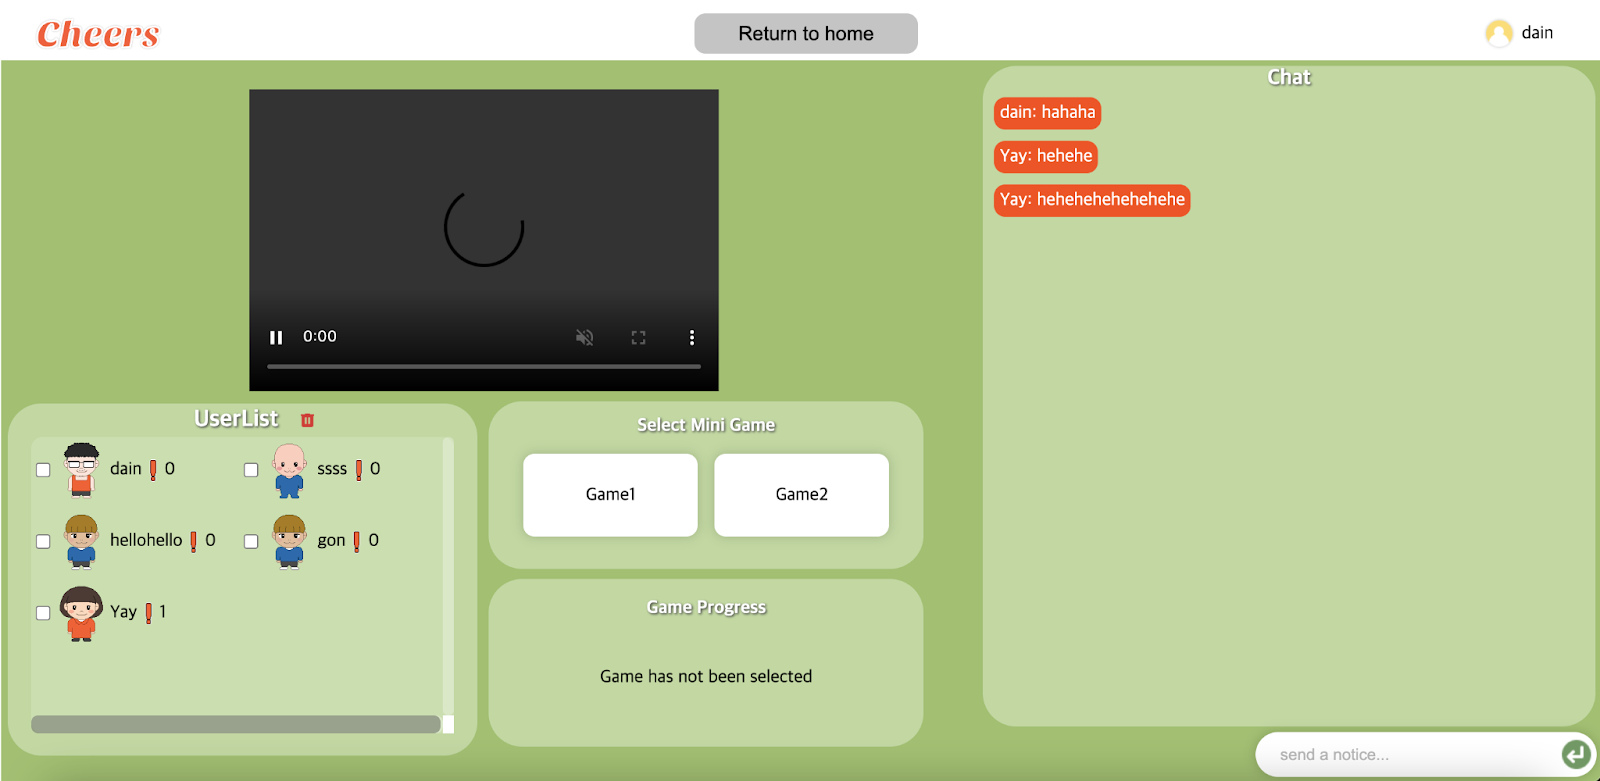 Cheers
Return to home
dain
0:00
Chat
dain: hahaha
Yay: hehehe
Yay: hehehehehehehehe
UserList
dain 0
ssss 0
hellohello 0
gon 0
Yay 1
Select Mini Game
Game1
Game2
Game Progress
Game has not been selected
send a notice...